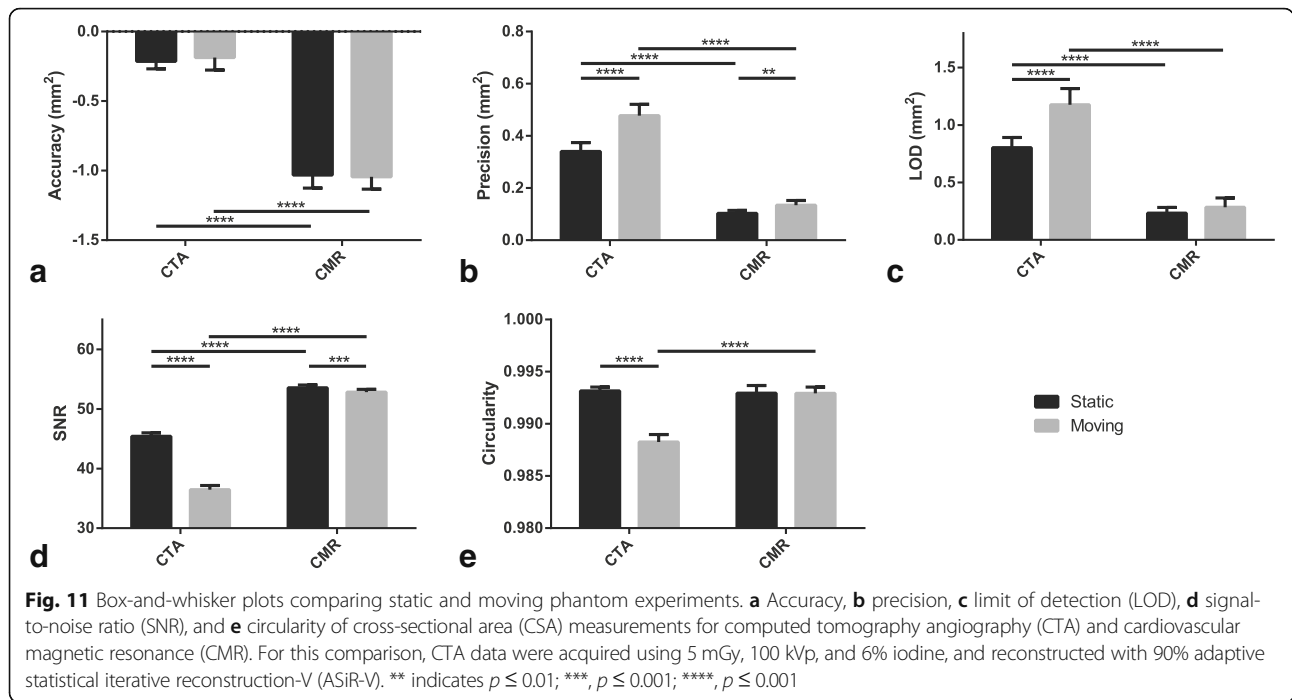 0.0
-0.5
-1.0
-1.5
Accuracy (mm²)
****
****
CTA
CMR
a
0.8
0.6
0.4
0.2
0.0
Precision (mm²)
****
****
****
**
CTA
CMR
b
1.5
1.0
0.5
0.0
LOD (mm²)
****
****
****
CTA
CMR
c
60
50
40
30
SNR
****
****
****
***
CTA
CMR
d
1.000
0.995
0.990
0.985
0.980
Circularity
****
****
CTA
CMR
e
Static
Moving
Fig. 11 Box-and-whisker plots comparing static and moving phantom experiments. a Accuracy, b precision, c limit of detection (LOD), d signal-
to-noise ratio (SNR), and e circularity of cross-sectional area (CSA) measurements for computed tomography angiography (CTA) and cardiovascular
magnetic resonance (CMR). For this comparison, CTA data were acquired using 5 mGy, 100 kVp, and 6% iodine, and reconstructed with 90% adaptive
statistical iterative reconstruction-V (ASiR-V). ** indicates p ≤ 0.01; ***, p ≤ 0.001; ****, p ≤ 0.001